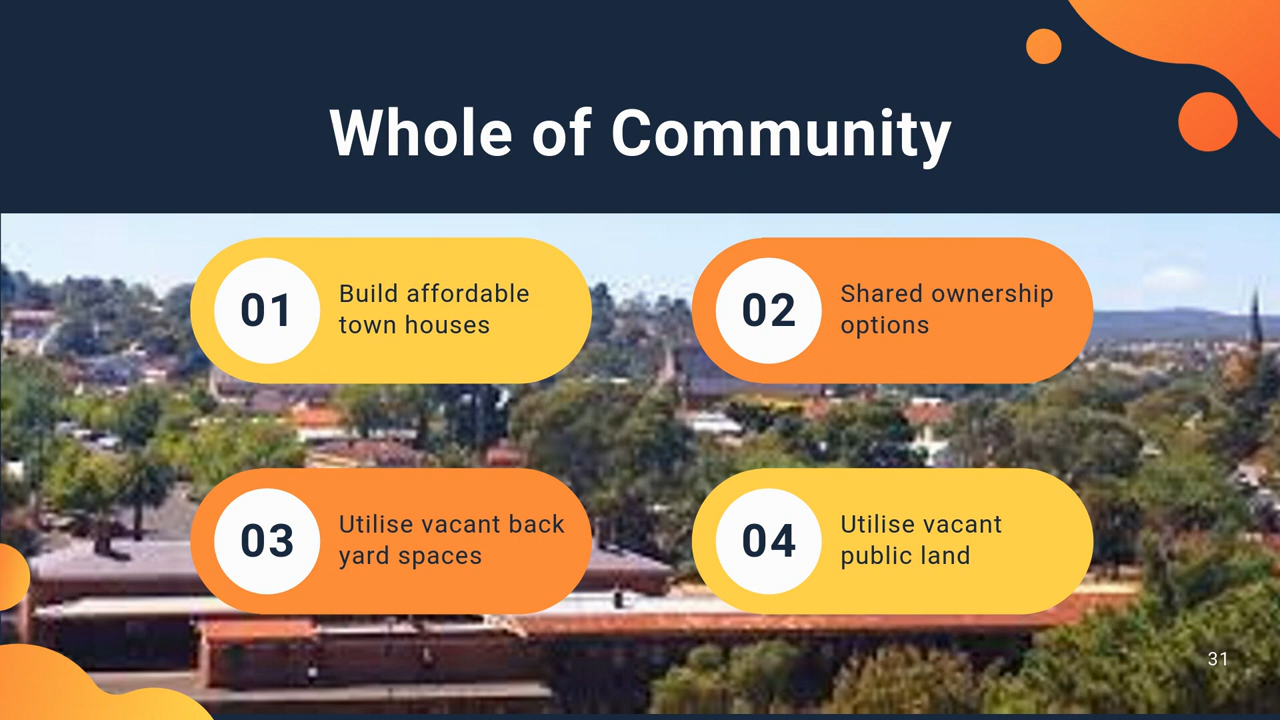 Whole of Community
01
Build affordable
town houses
02
Shared ownership
options
03
Utilise vacant back
yard spaces
04
Utilise vacant
public land
31